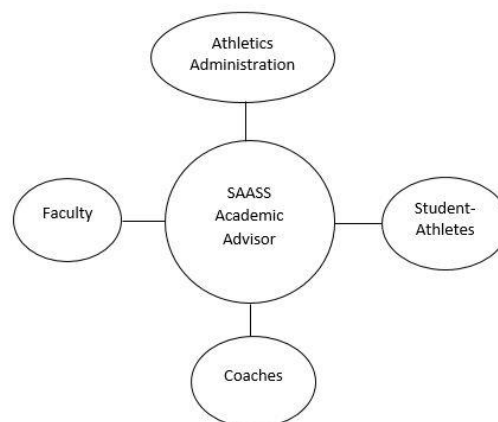 Athletics
Administration
SAASS
Academic
Advisor
Faculty
Student-
Athletes
Coaches